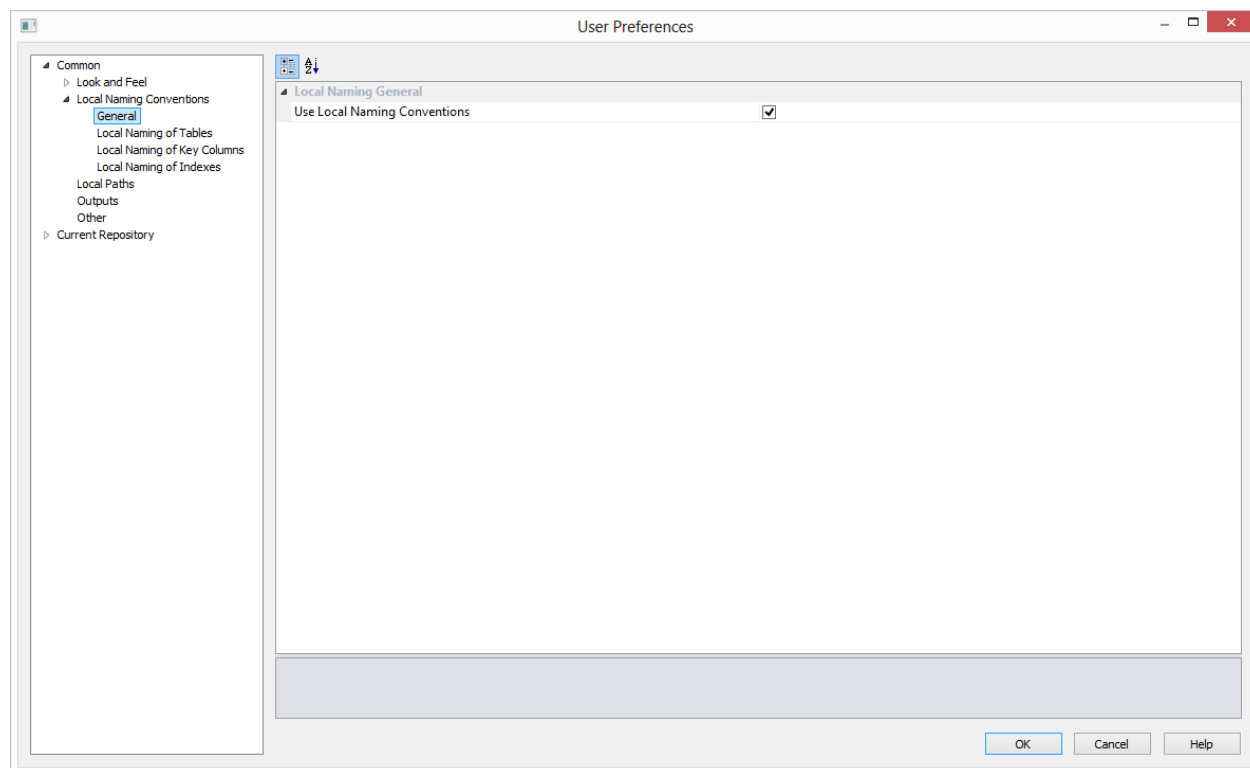 User Preferences
Common
Look and Feel
Local Naming Conventions
General
Local Naming of Tables
Local Naming of Key Columns
Local Naming of Indexes
Local Paths
Outputs
Other
Current Repository
Local Naming General
Use Local Naming Conventions
OK Cancel Help